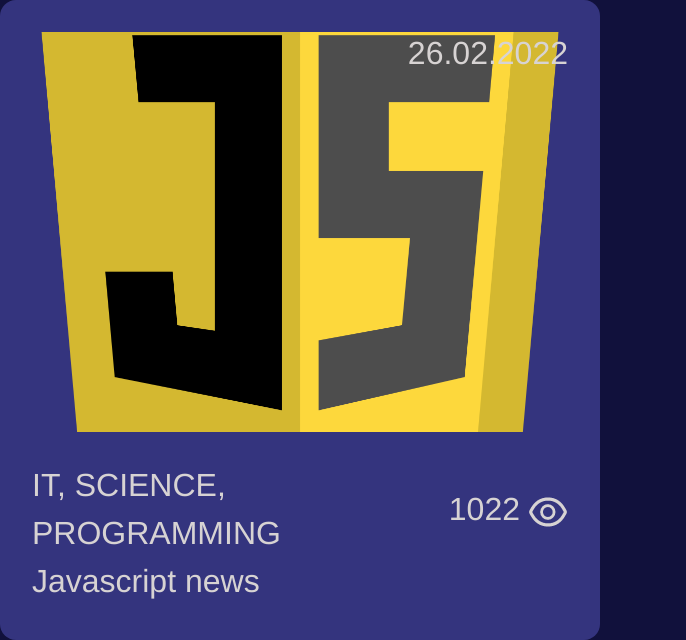 26.02.2022
JS
IT, SCIENCE,
PROGRAMMING
1022
Javascript news